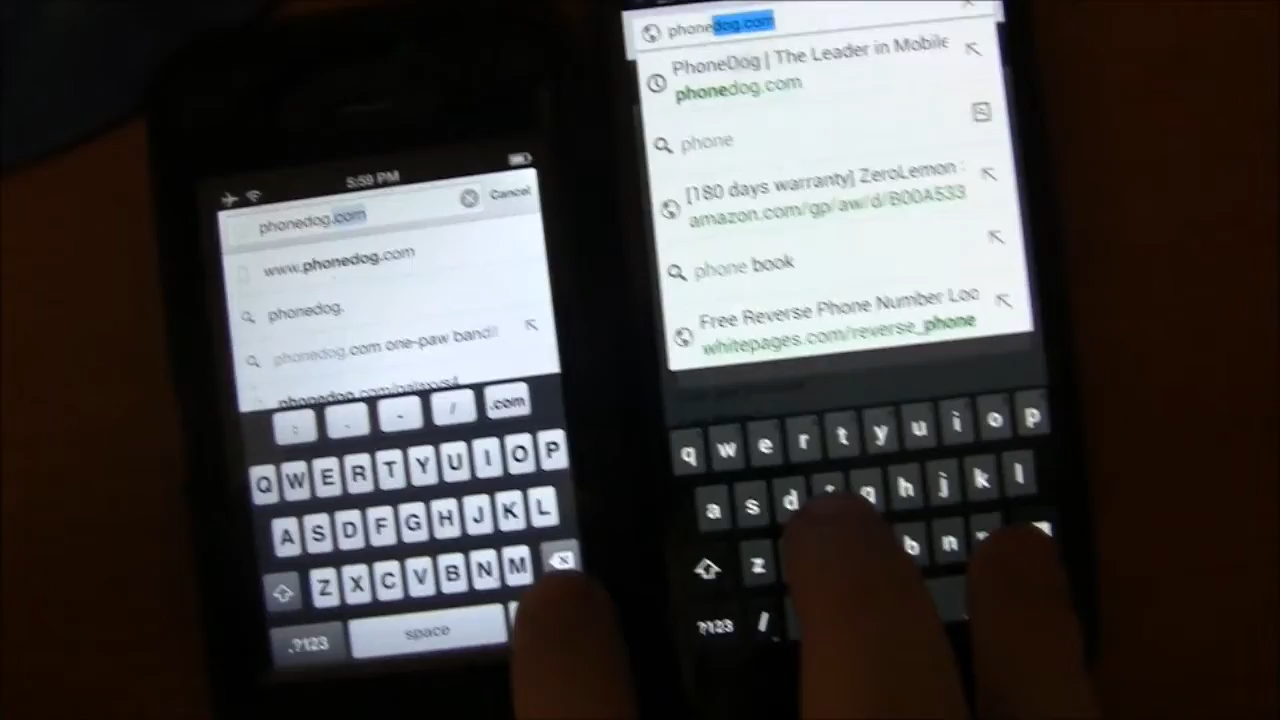 5:59 PM
phonedog.com
Cancel
www.phonedog.com
phonedog.
phonedog.com one-paw bandit
: . - / .com
Q W E R T Y U I O P
A S D F G H J K L
Z X C V B N M
.?123 space
phonedog.com
PhoneDog | The Leader in Mobile
phonedog.com
phone
[180 days warranty] ZeroLemon
amazon.com/gp/aw/d/B00A533
phone book
Free Reverse Phone Number Loo
whitepages.com/reverse_phone
q w e r t y u i o p
a s d f g h j k l
z b n
?123 /